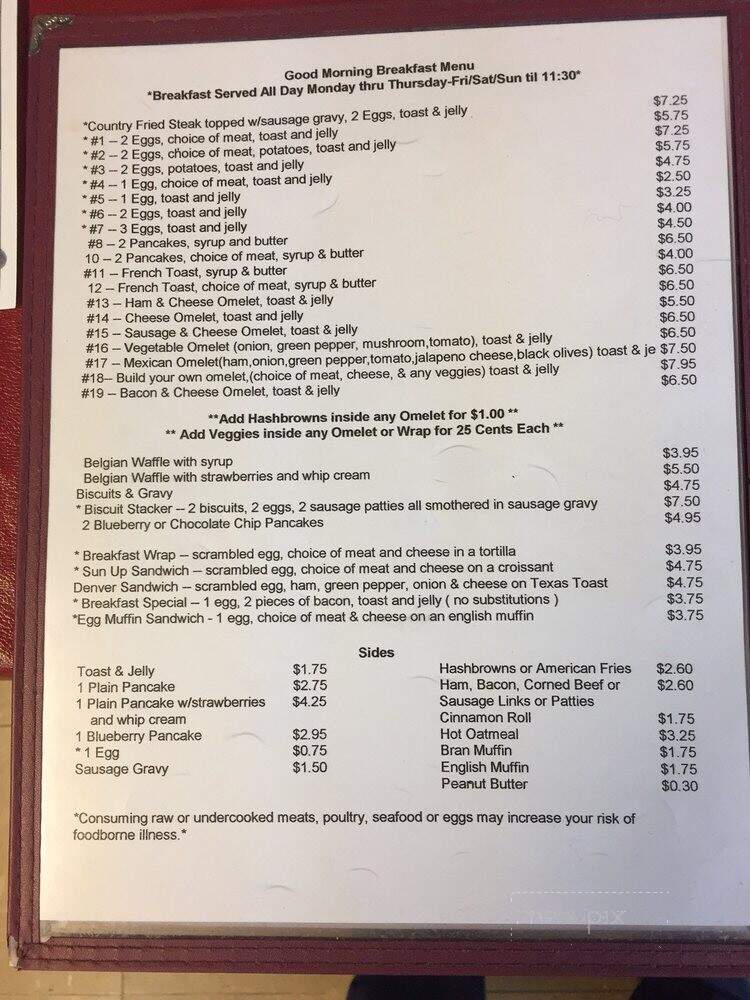 Good Morning Breakfast Menu
*Breakfast Served All Day Monday thru Thursday-Fri/Sat/Sun til 11:30*
*Country Fried Steak topped w/sausage gravy, 2 Eggs, toast & jelly $7.25
* #1 – 2 Eggs, choice of meat, toast and jelly $5.75
* #2 – 2 Eggs, choice of meat, potatoes, toast and jelly $7.25
* #3 – 2 Eggs, potatoes, toast and jelly $5.75
* #4 – 1 Egg, choice of meat, toast and jelly $4.75
* #5 – 1 Egg, toast and jelly $2.50
* #6 – 2 Eggs, toast and jelly $3.25
* #7 – 3 Eggs, toast and jelly $4.00
#8 – 2 Pancakes, syrup and butter $4.50
10 – 2 Pancakes, choice of meat, syrup & butter $6.50
#11 – French Toast, syrup & butter $4.00
12 – French Toast, choice of meat, syrup & butter $6.50
#13 – Ham & Cheese Omelet, toast & jelly $6.50
#14 – Cheese Omelet, toast and jelly $5.50
#15 – Sausage & Cheese Omelet, toast & jelly $6.50
#16 – Vegetable Omelet (onion, green pepper, mushroom,tomato), toast & jelly $6.50
#17 – Mexican Omelet(ham,onion,green pepper,tomato,jalapeno cheese,black olives) toast & je $7.50
#18– Build your own omelet,(choice of meat, cheese, & any veggies) toast & jelly $7.95
#19 – Bacon & Cheese Omelet, toast & jelly $6.50
**Add Hashbrowns inside any Omelet for $1.00 **
** Add Veggies inside any Omelet or Wrap for 25 Cents Each **
Belgian Waffle with syrup $3.95
Belgian Waffle with strawberries and whip cream $5.50
Biscuits & Gravy $4.75
* Biscuit Stacker – 2 biscuits, 2 eggs, 2 sausage patties all smothered in sausage gravy $7.50
2 Blueberry or Chocolate Chip Pancakes $4.95
* Breakfast Wrap – scrambled egg, choice of meat and cheese in a tortilla $3.95
* Sun Up Sandwich – scrambled egg, choice of meat and cheese on a croissant $4.75
Denver Sandwich – scrambled egg, ham, green pepper, onion & cheese on Texas Toast $4.75
* Breakfast Special – 1 egg, 2 pieces of bacon, toast and jelly ( no substitutions ) $3.75
*Egg Muffin Sandwich - 1 egg, choice of meat & cheese on an english muffin $3.75
Sides
Toast & Jelly $1.75
1 Plain Pancake $2.75
1 Plain Pancake w/strawberries $4.25
and whip cream
1 Blueberry Pancake $2.95
* 1 Egg $0.75
Sausage Gravy $1.50
Hashbrowns or American Fries $2.60
Ham, Bacon, Corned Beef or $2.60
Sausage Links or Patties
Cinnamon Roll $1.75
Hot Oatmeal $3.25
Bran Muffin $1.75
English Muffin $1.75
Peanut Butter $0.30
*Consuming raw or undercooked meats, poultry, seafood or eggs may increase your risk of
foodborne illness.*